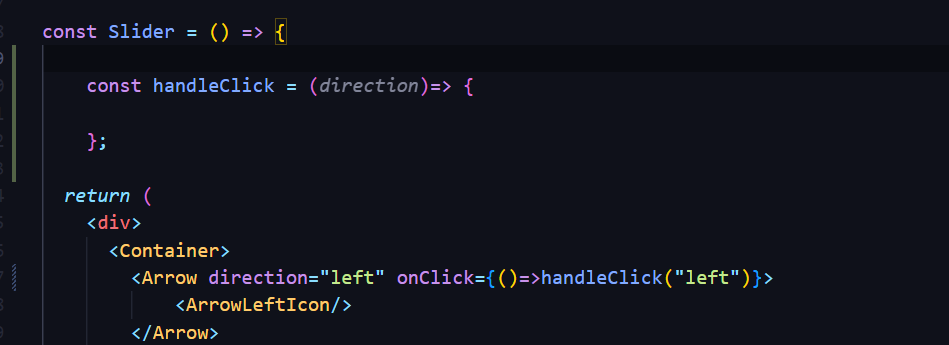 const Slider = () => {
const handleClick = (direction)=> {
};
return (
<div>
<Container>
<Arrow direction="left" onClick={()=>handleClick("left")}>
<ArrowLeftIcon/>
</Arrow>